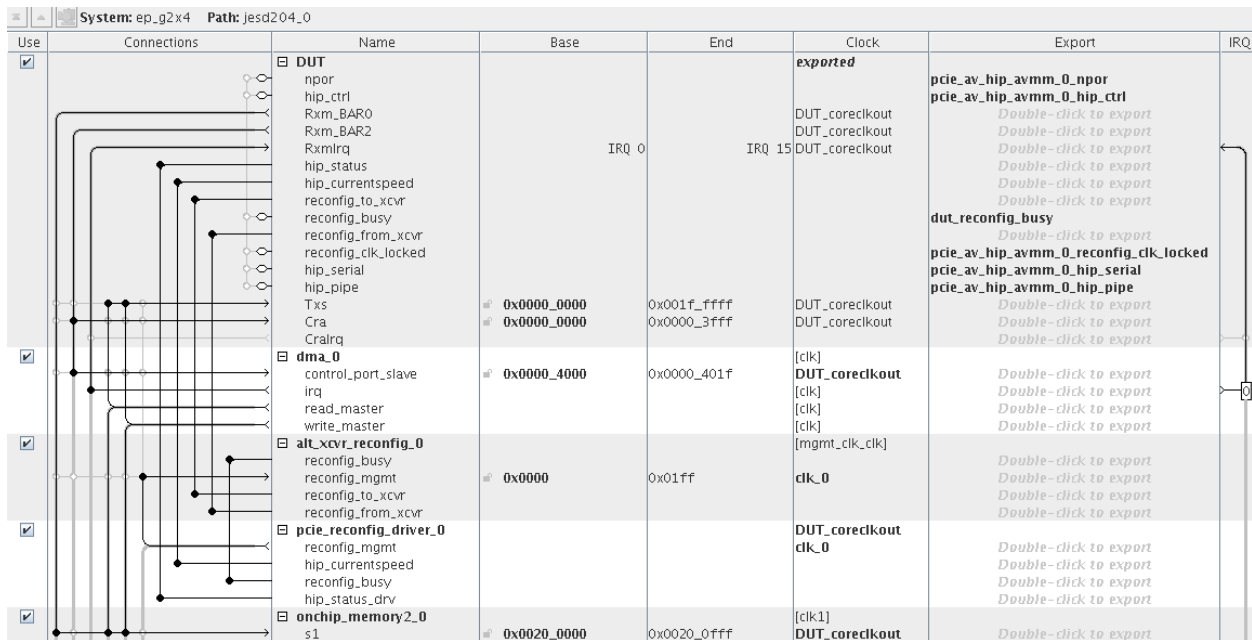 System: ep_g2x4 Path: jesd204_0
Use Connections Name Base End Clock Export IRQ
DUT exported
npor pcie_av_hip_avmm_0_npor
hip_ctrl pcie_av_hip_avmm_0_hip_ctrl
Rxm_BAR0 DUT_coreclkout Double-click to export
Rxm_BAR2 DUT_coreclkout Double-click to export
RxmIrq IRQ 0 IRQ 15 DUT_coreclkout Double-click to export
hip_status Double-click to export
hip_currentspeed Double-click to export
reconfig_to_xcvr Double-click to export
reconfig_busy dut_reconfig_busy
reconfig_from_xcvr Double-click to export
reconfig_clk_locked pcie_av_hip_avmm_0_reconfig_clk_locked
hip_serial pcie_av_hip_avmm_0_hip_serial
hip_pipe pcie_av_hip_avmm_0_hip_pipe
Txs 0x0000_0000 0x001f_ffff DUT_coreclkout Double-click to export
Cra 0x0000_0000 0x0000_3fff DUT_coreclkout Double-click to export
CraIrq Double-click to export
dma_0 [clk]
control_port_slave 0x0000_4000 0x0000_401f DUT_coreclkout Double-click to export
irq [clk] Double-click to export 0
read_master [clk] Double-click to export
write_master [clk] Double-click to export
alt_xcvr_reconfig_0 [mgmt_clk_clk]
reconfig_busy Double-click to export
reconfig_mgmt 0x0000 0x01ff clk_0 Double-click to export
reconfig_to_xcvr Double-click to export
reconfig_from_xcvr Double-click to export
pcie_reconfig_driver_0 DUT_coreclkout
reconfig_mgmt clk_0 Double-click to export
hip_currentspeed Double-click to export
reconfig_busy Double-click to export
hip_status_drv Double-click to export
onchip_memory2_0 [clk1]
s1 0x0020_0000 0x0020_0fff DUT_coreclkout Double-click to export